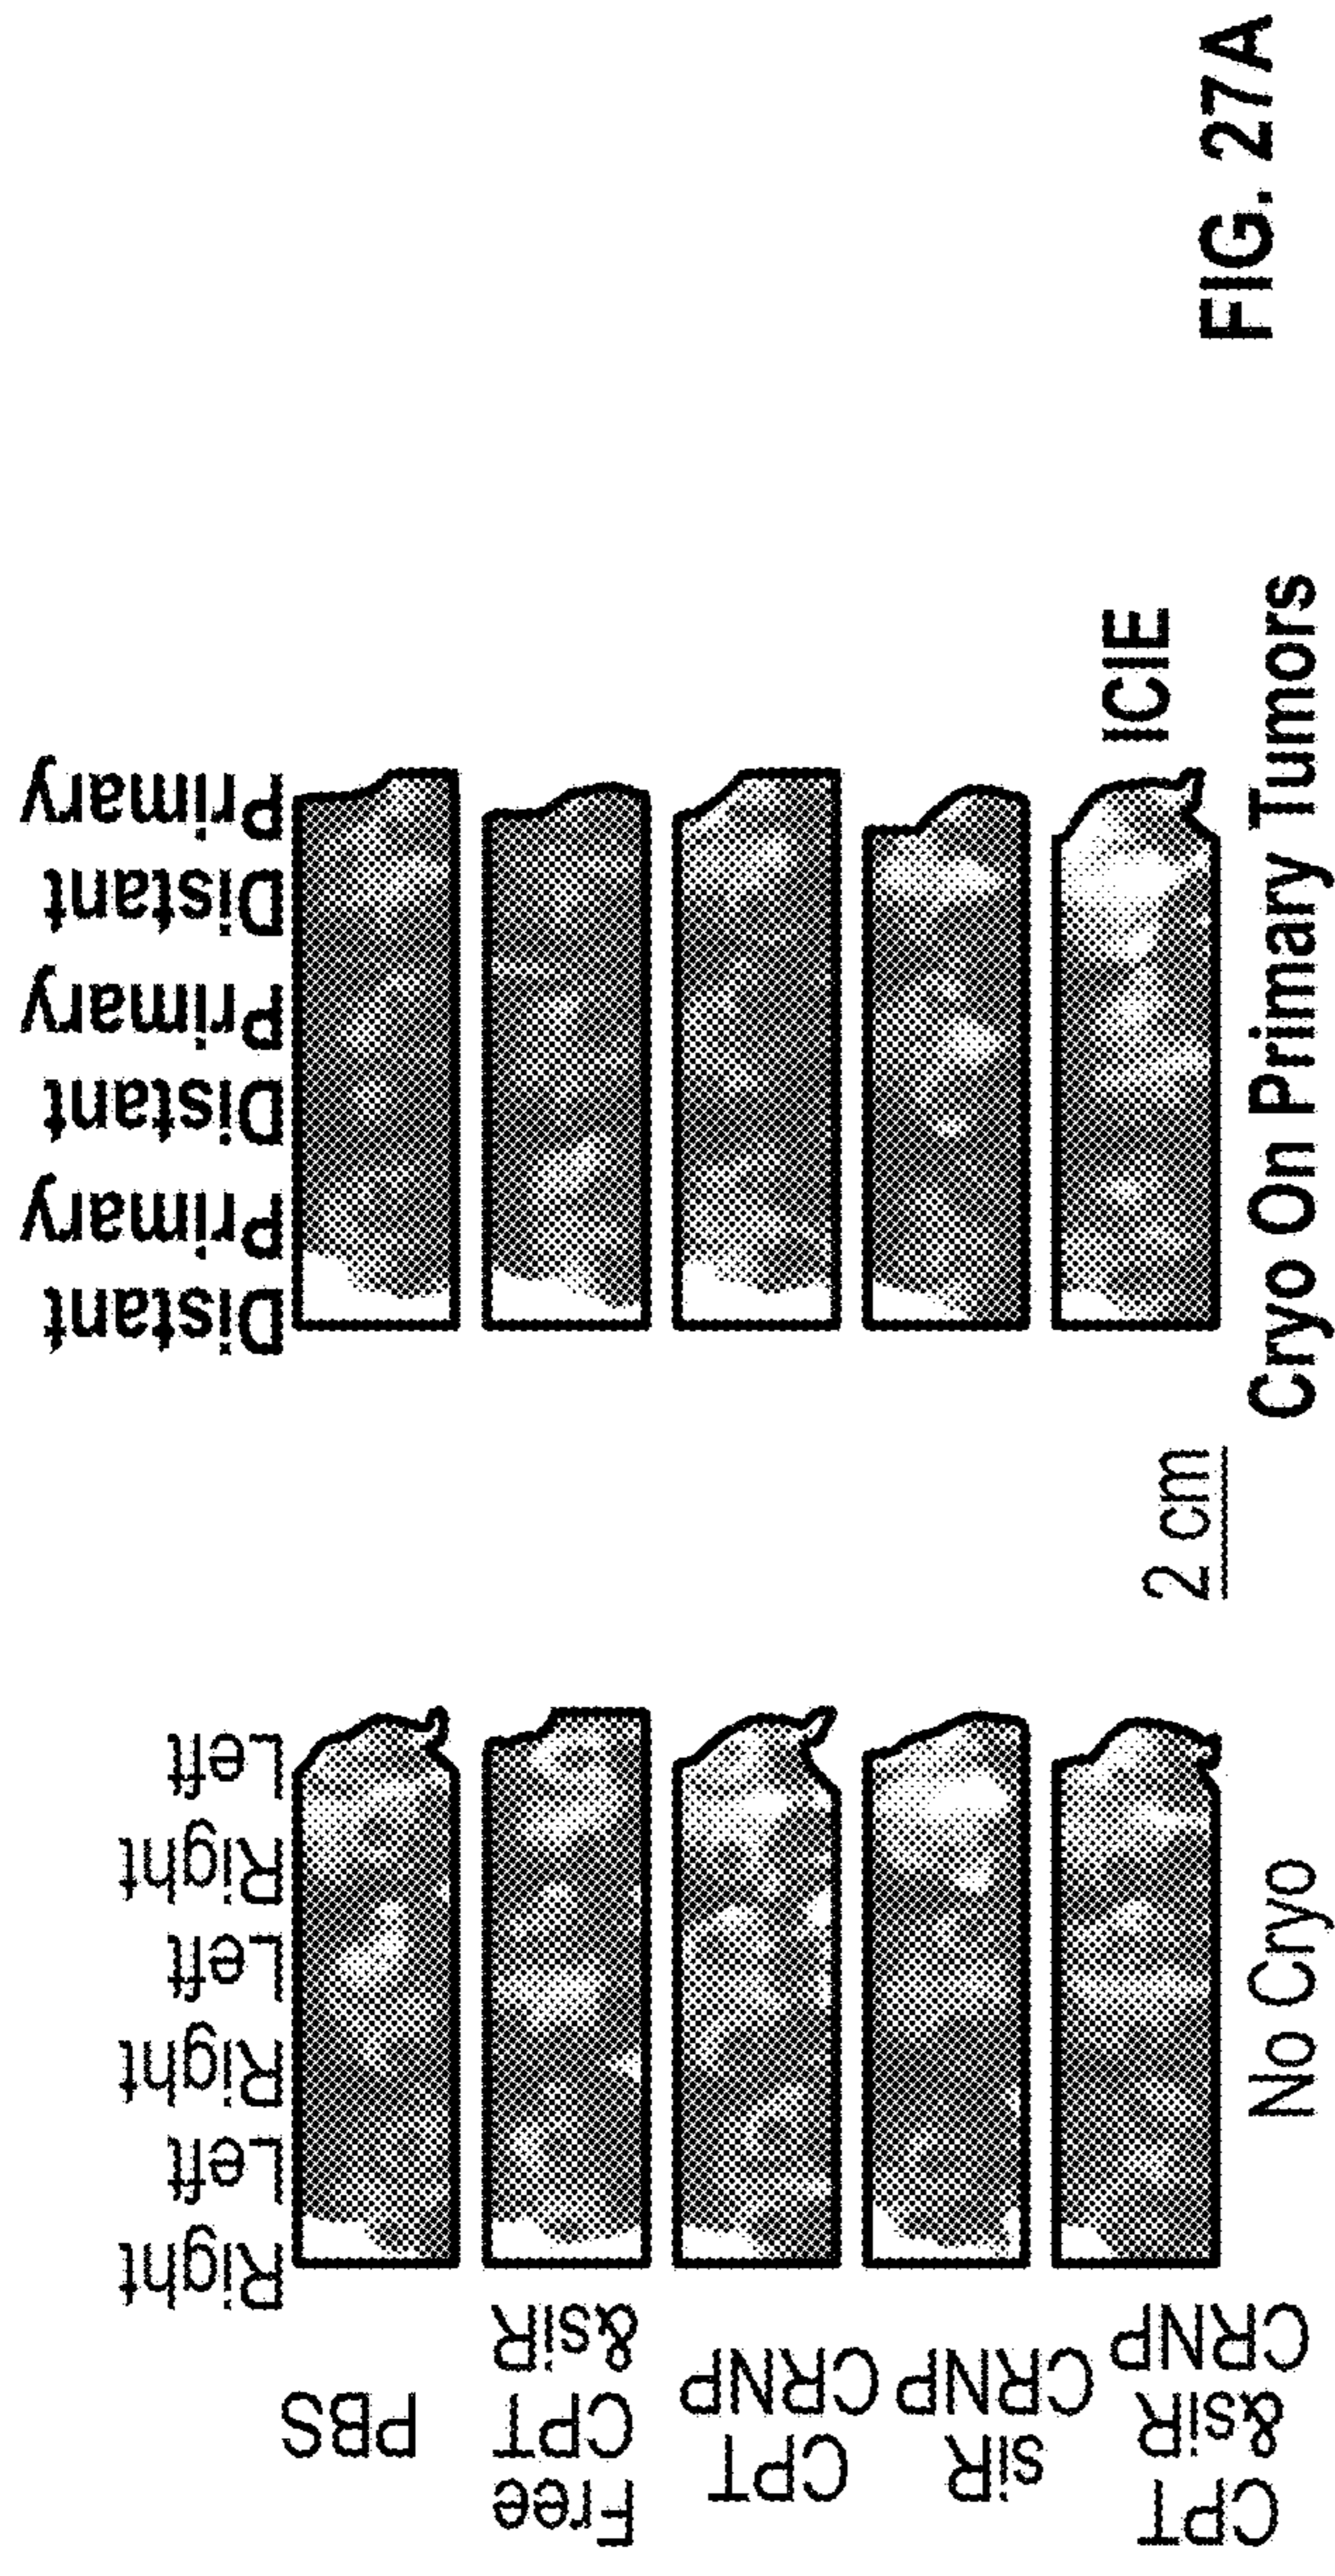 Right
Left
Right
Left
Right
Left
Distant
Primary
Distant
Primary
Distant
Primary
PBS
Free
CPT
&siR
CPT
CRNP
siR
CRNP
CPT
&siR
CRNP
2 cm
ICIE
No Cryo
Cryo On Primary Tumors
FIG. 27A